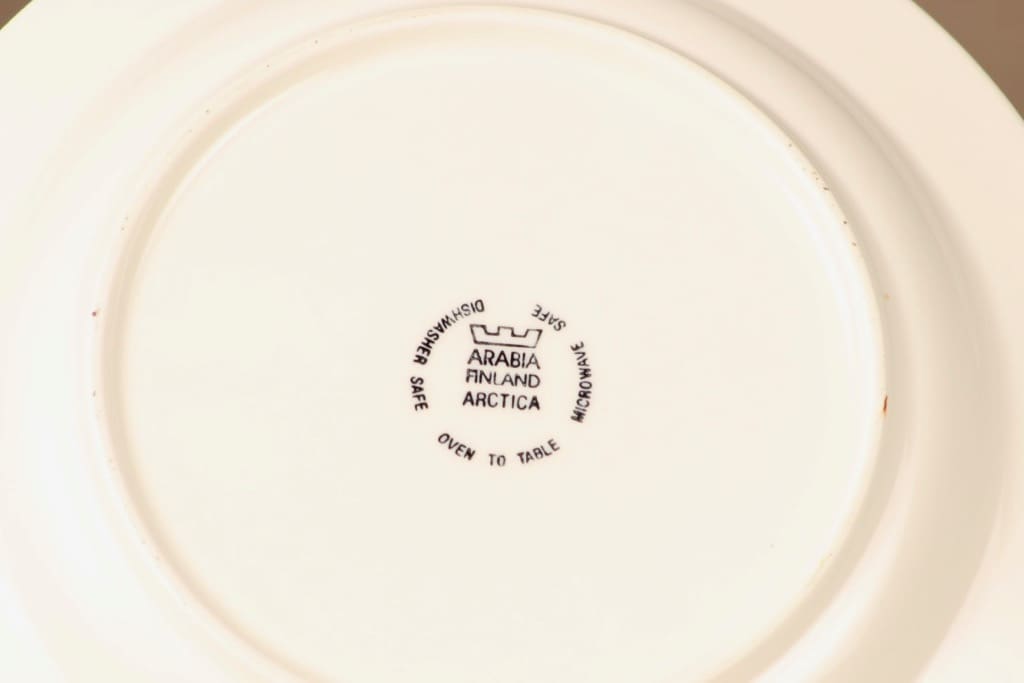 ARABIA
FINLAND
ARCTICA
DISHWASHER SAFE
OVEN TO TABLE
MICROWAVE SAFE